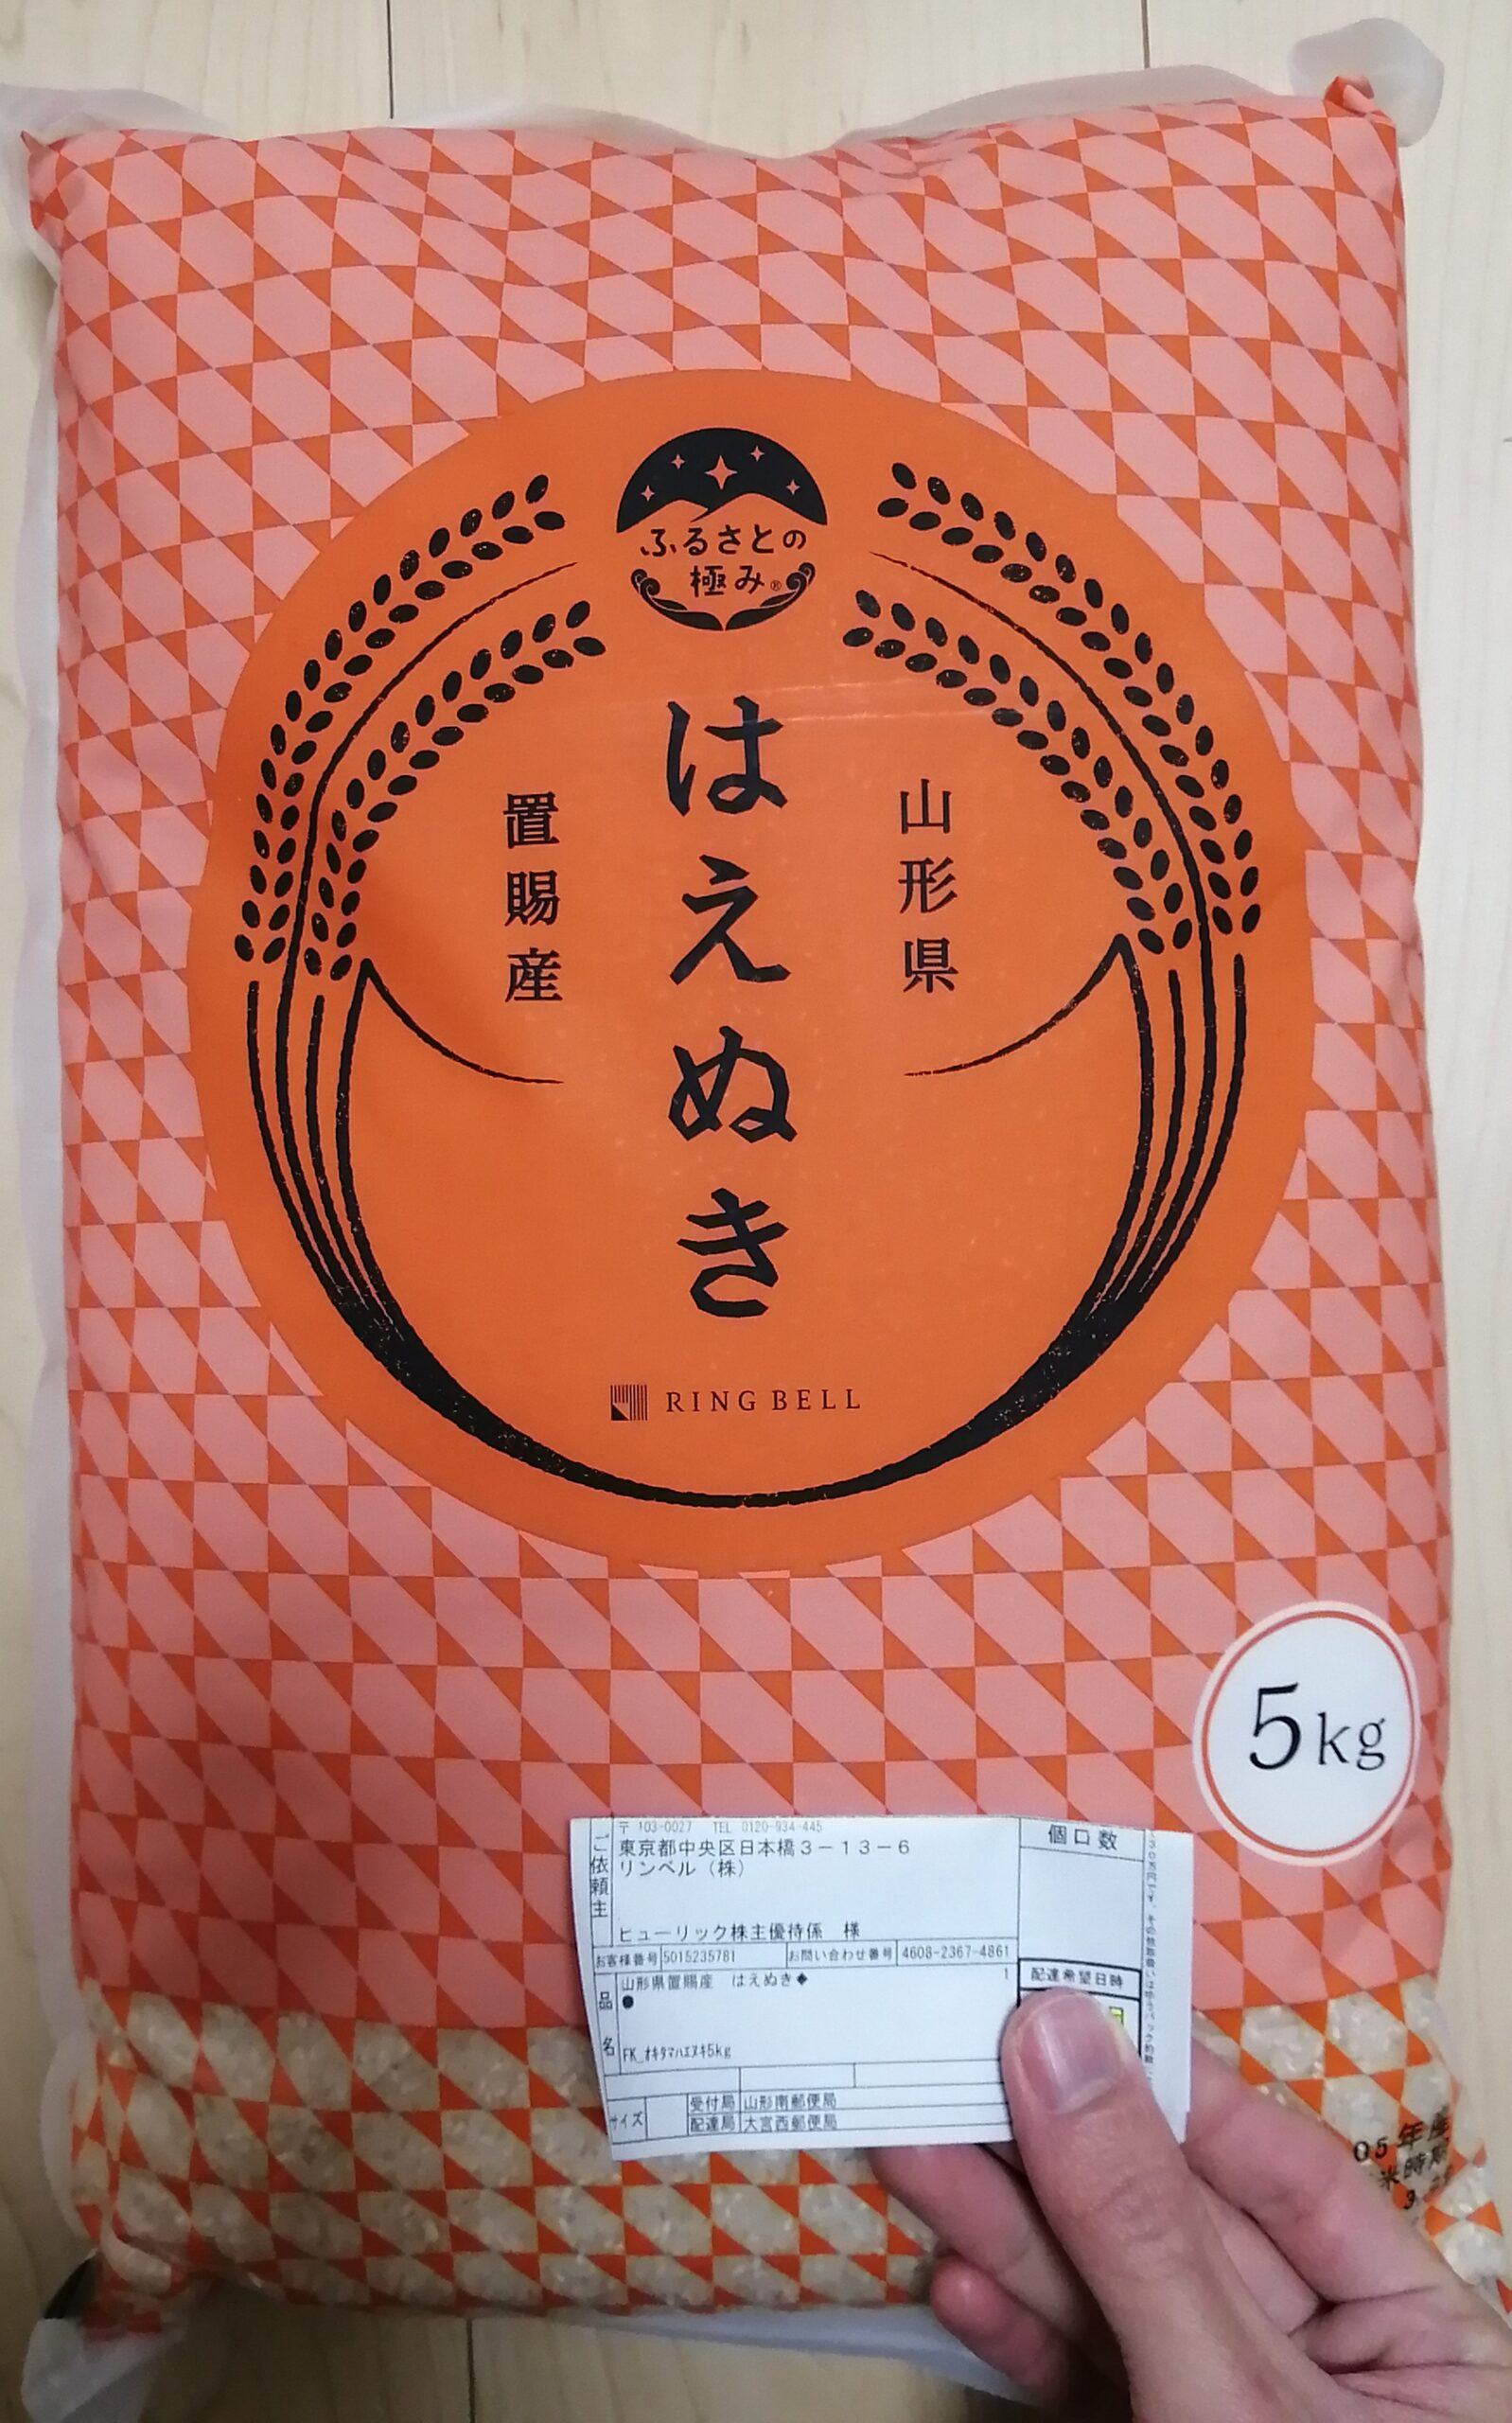 ふるさとの
極み®
山形県
はえぬき
置賜産
RING BELL
5kg
ご依頼主
〒 103-0027 TEL 0120-934-445
東京都中央区日本橋3-13-6
リンベル(株)
ヒューリック株主優待係 様
個口数
お客様番号 5015235781 お問い合わせ番号 4608-2367-4861
品名
山形県置賜産 はえぬき◆ 1
●
FK_オキタマハエヌキ5kg
配達希望日時
サイズ
受付局 山形南郵便局
配達局 大宮西郵便局
05年産
米時期